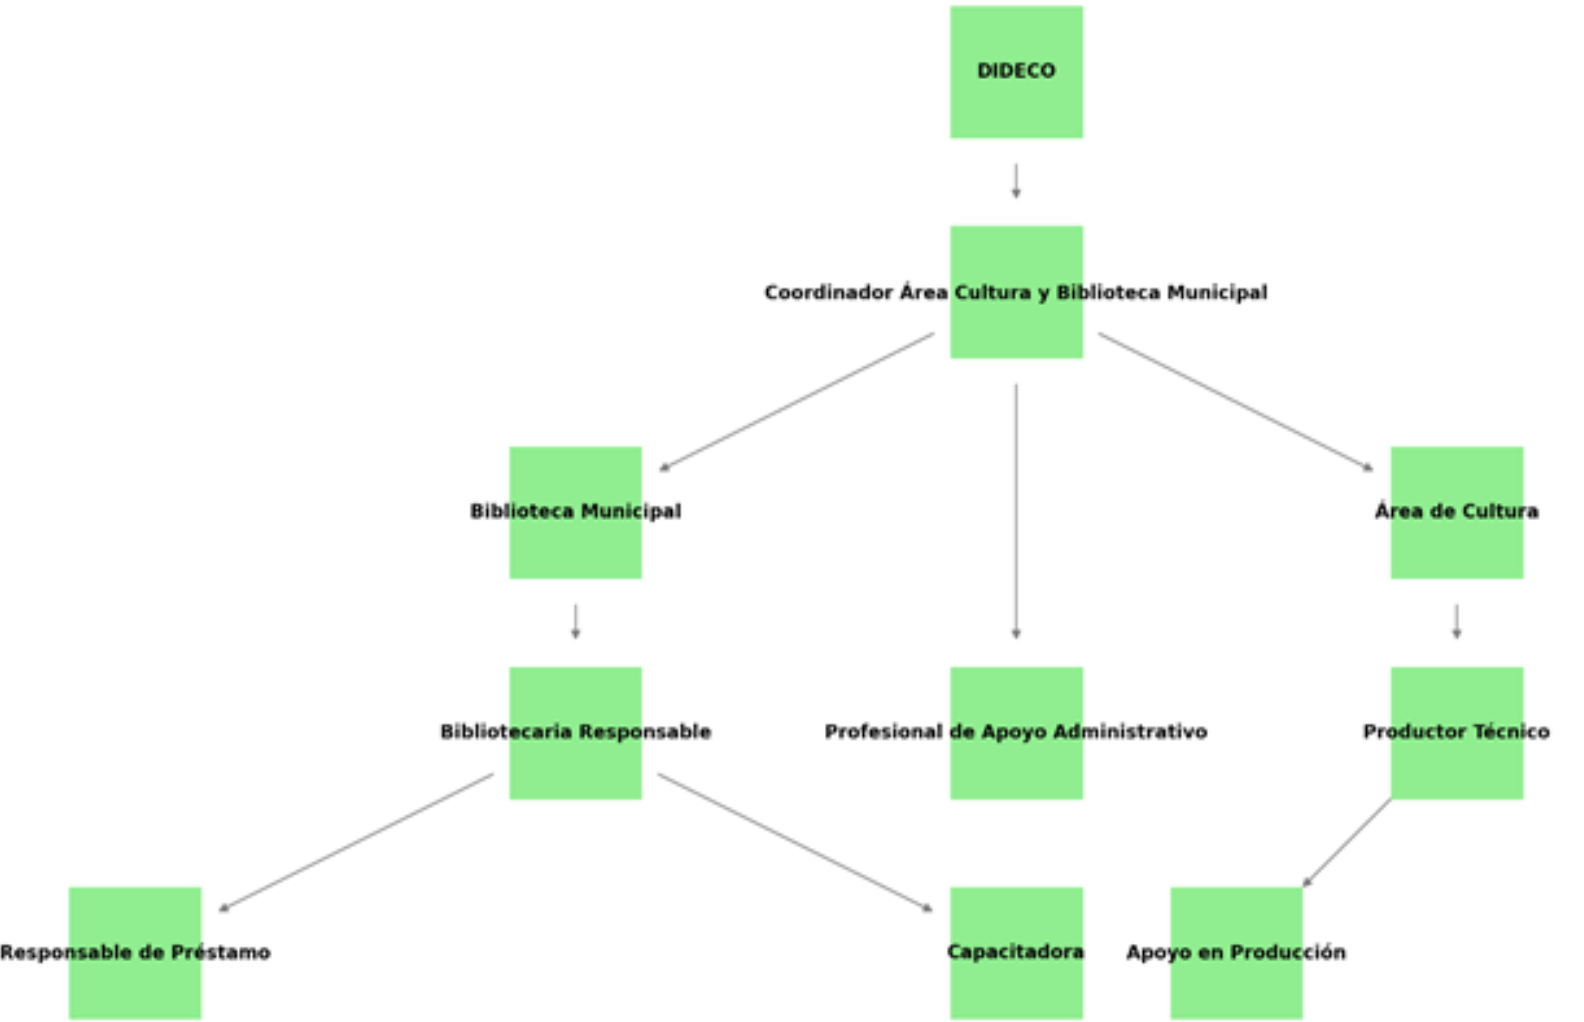 DIDECO
Coordinador Área Cultura y Biblioteca Municipal
Biblioteca Municipal
Área de Cultura
Bibliotecaria Responsable
Profesional de Apoyo Administrativo
Productor Técnico
Responsable de Préstamo
Capacitadora
Apoyo en Producción